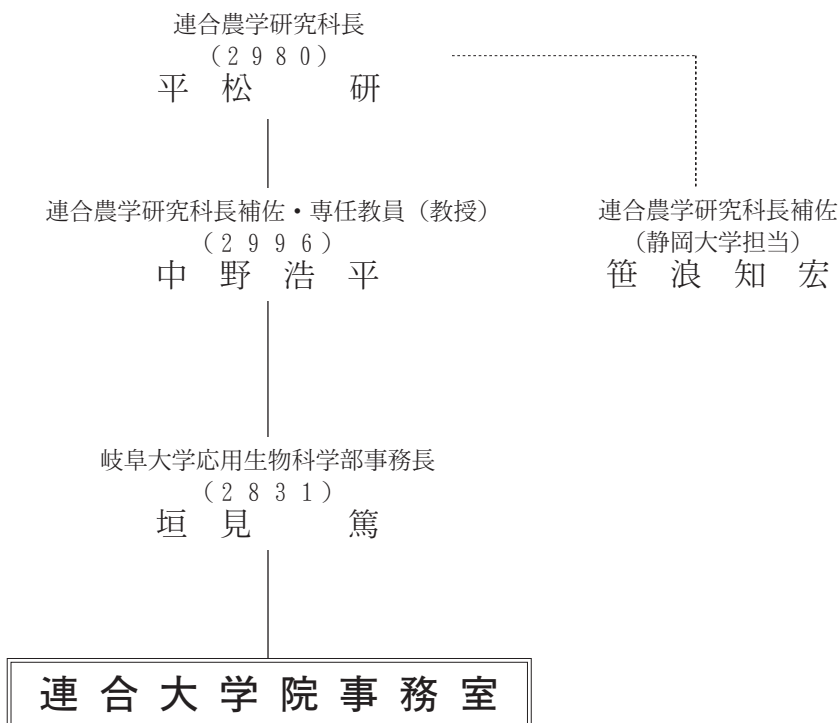 連合農学研究科長
(2980)
平松 研
連合農学研究科長補佐・専任教員（教授）
(2996)
中野浩平
連合農学研究科長補佐
（静岡大学担当）
笹浪知宏
岐阜大学応用生物科学部事務長
(2831)
垣見 篤
連合大学院事務室